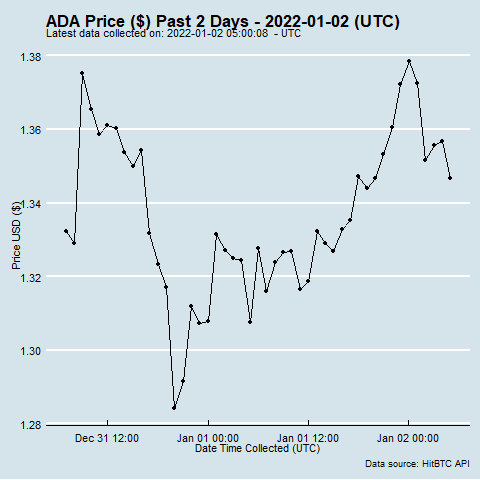 ADA Price ($) Past 2 Days - 2022-01-02 (UTC)
Latest data collected on: 2022-01-02 05:00:08 - UTC
1.38
1.36
1.34
1.32
1.30
1.28
Price USD ($)
Dec 31 12:00 Jan 01 00:00 Jan 01 12:00 Jan 02 00:00
Date Time Collected (UTC)
Data source: HitBTC API